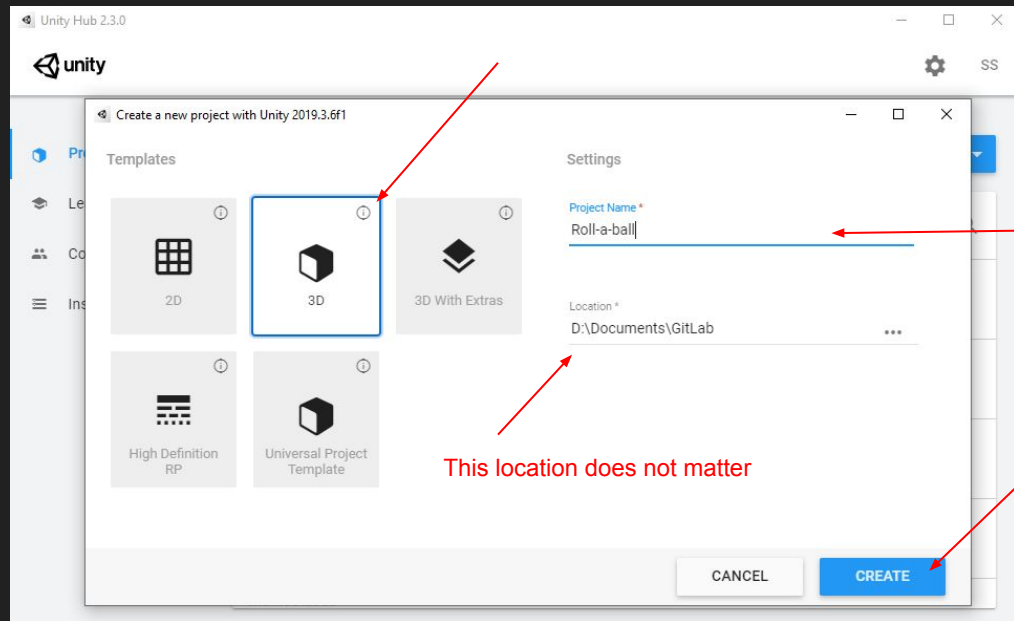 Unity Hub 2.3.0
unity
SS
Create a new project with Unity 2019.3.6f1
Templates
Settings
2D
3D
3D With Extras
High Definition
RP
Universal Project
Template
Project Name *
Roll-a-ball
Location *
D:\Documents\GitLab
...
This location does not matter
CANCEL
CREATE
Pr
Le
Co
Ins